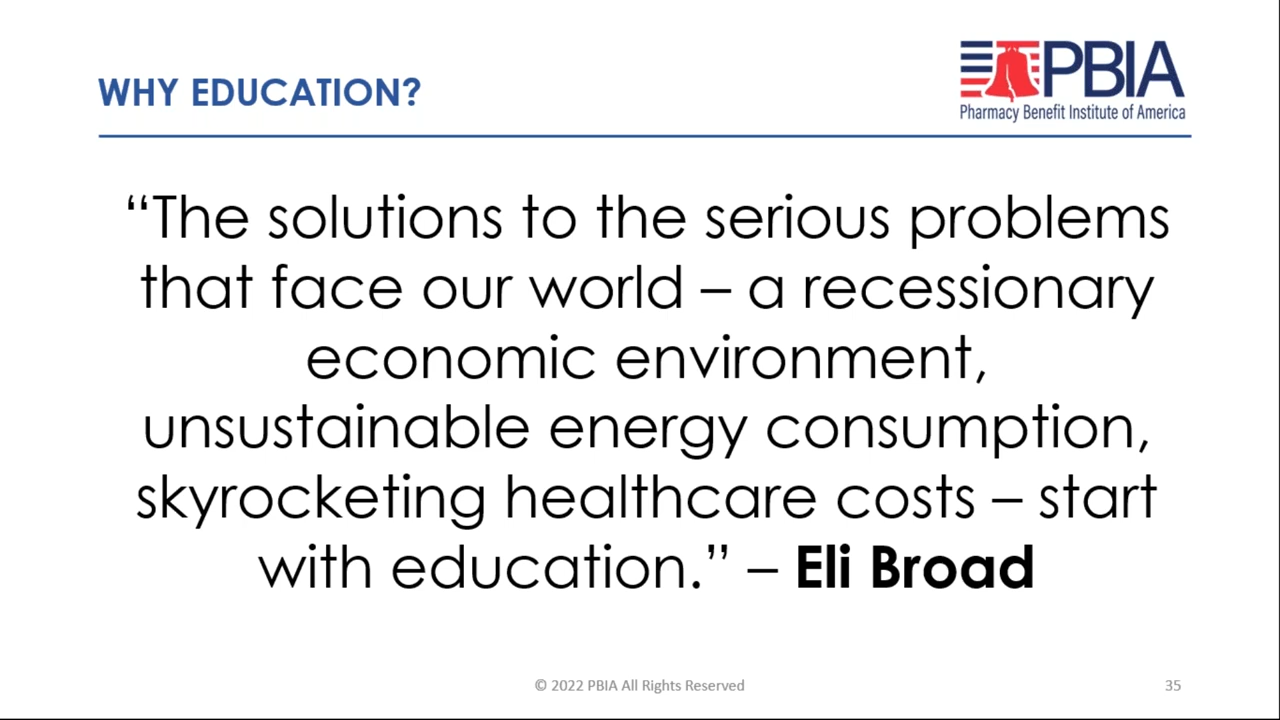 WHY EDUCATION?
PBIA
Pharmacy Benefit Institute of America
“The solutions to the serious problems
that face our world – a recessionary
economic environment,
unsustainable energy consumption,
skyrocketing healthcare costs – start
with education.” – Eli Broad
© 2022 PBIA All Rights Reserved
35